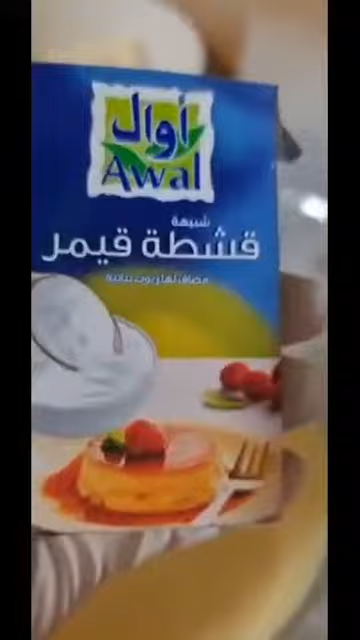 أوال
Awal
شبيهة
قشطة قيمر
مضاف لها زيوت نباتية